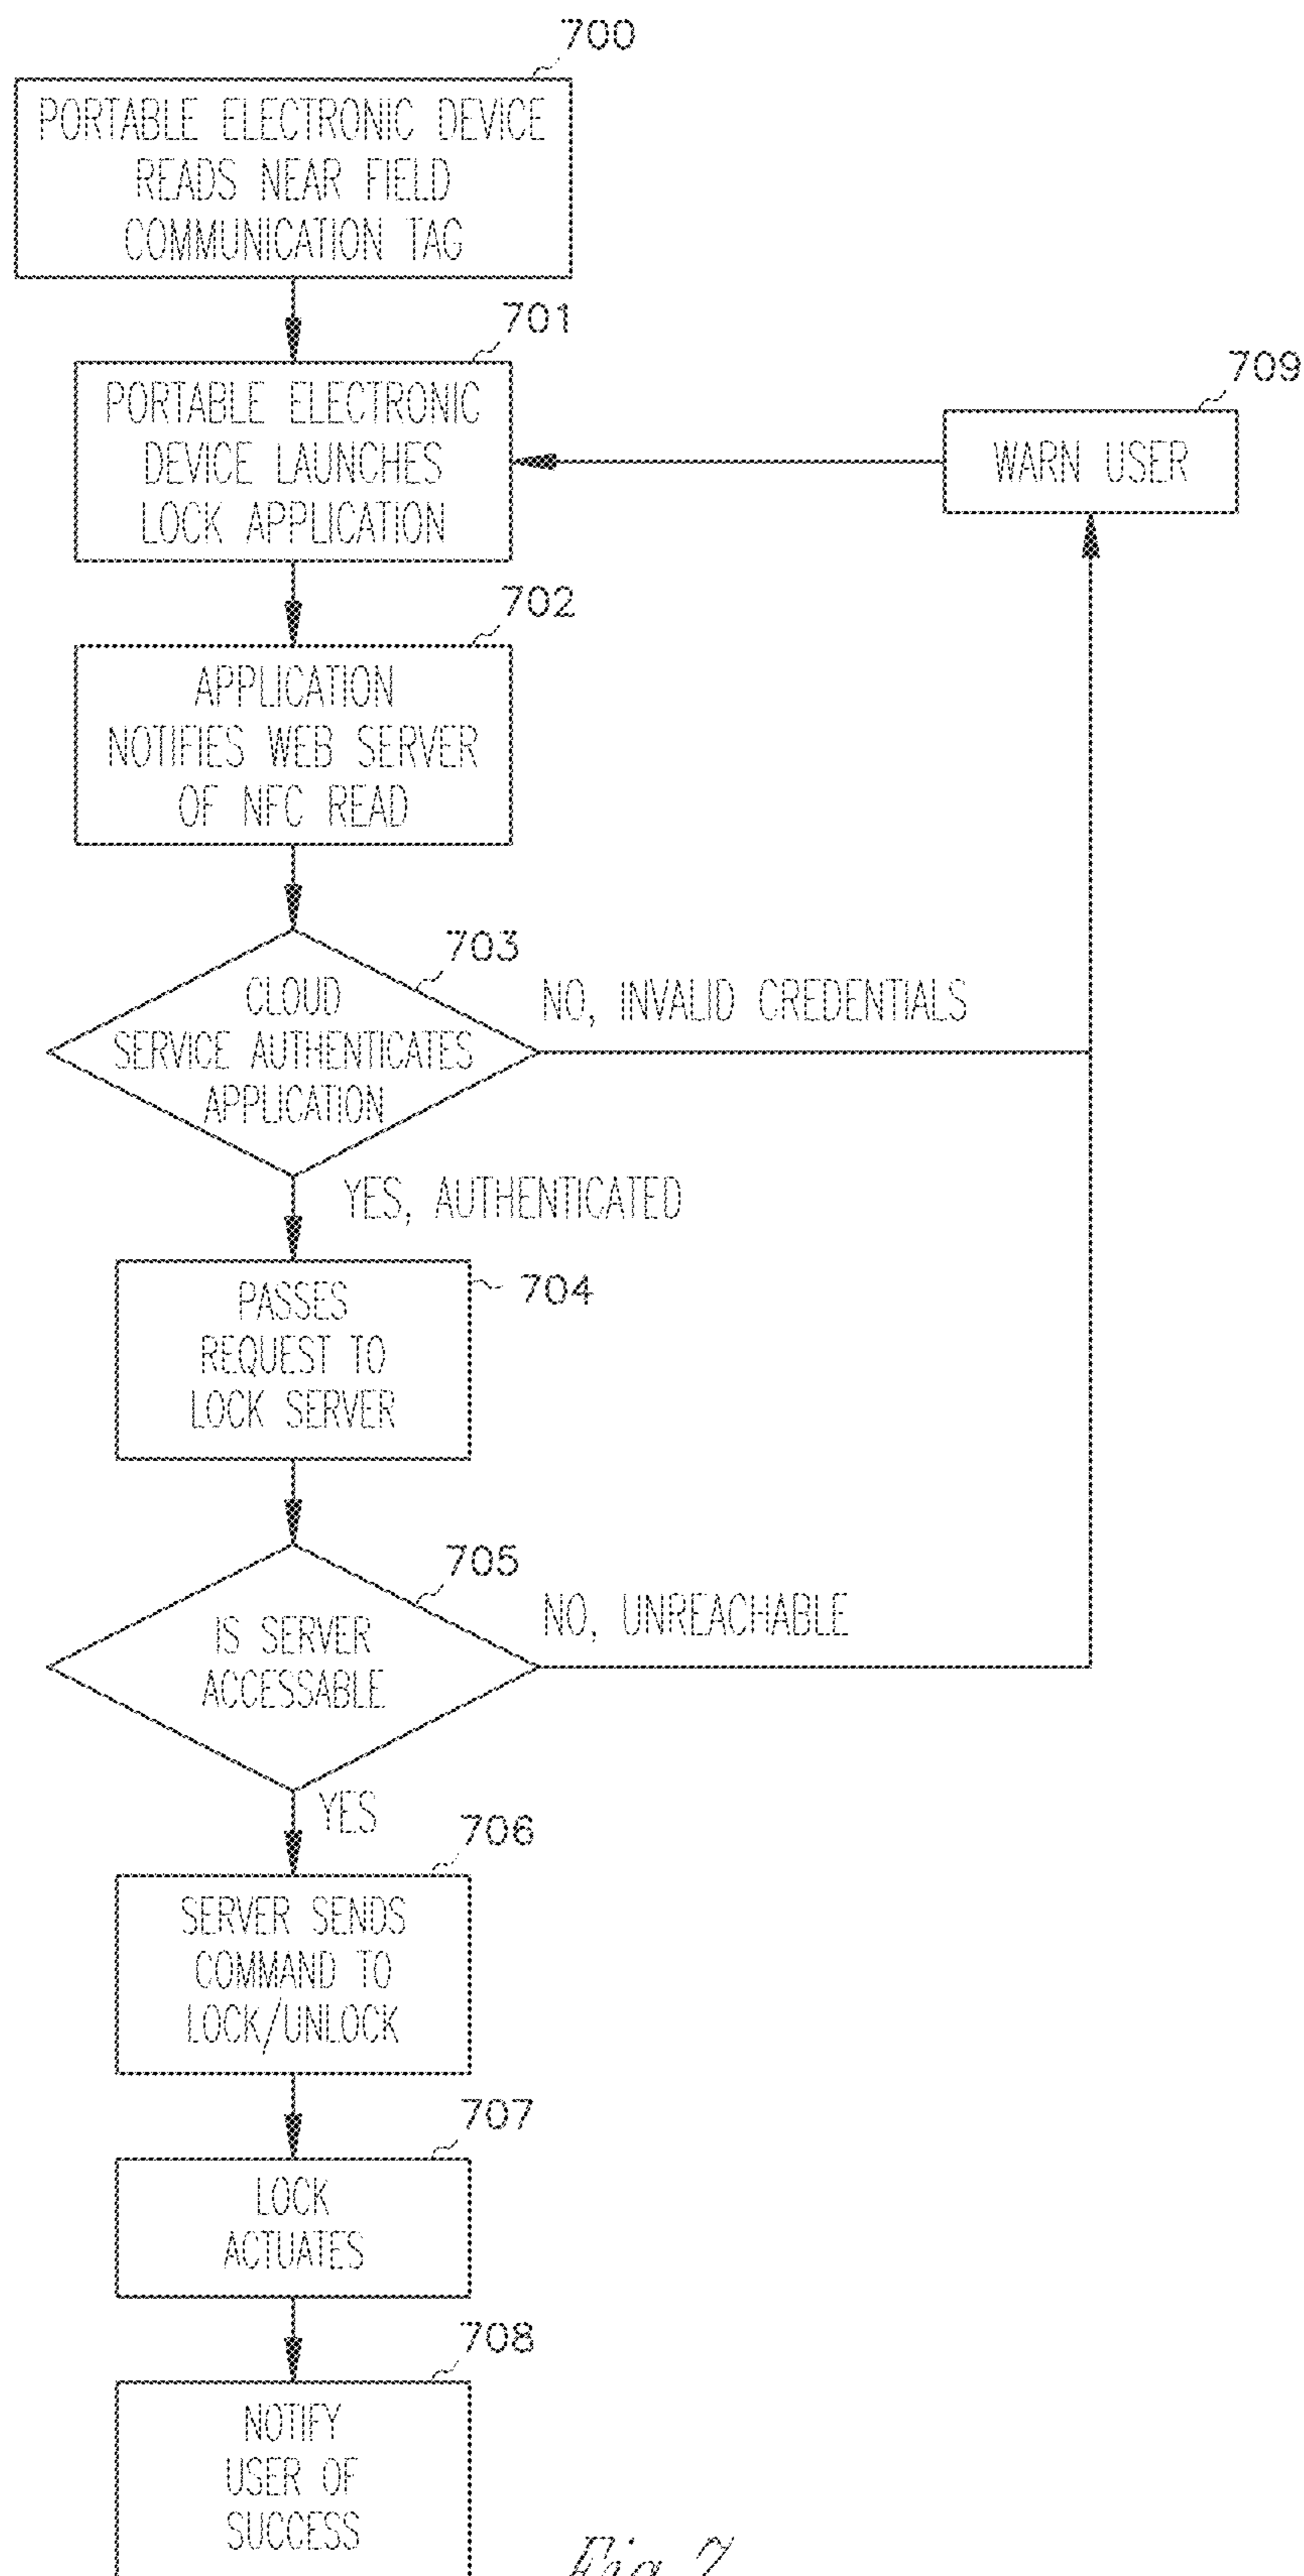 700
PORTABLE ELECTRONIC DEVICE
READS NEAR FIELD
COMMUNICATION TAG
701
PORTABLE ELECTRONIC
DEVICE LAUNCHES
LOCK APPLICATION
709
WARN USER
702
APPLICATION
NOTIFIES WEB SERVER
OF NFC READ
703
CLOUD
SERVICE AUTHENTICATES
APPLICATION
NO, INVALID CREDENTIALS
YES, AUTHENTICATED
704
PASSES
REQUEST TO
LOCK SERVER
705
IS SERVER
ACCESSABLE
NO, UNREACHABLE
YES
706
SERVER SENDS
COMMAND TO
LOCK/UNLOCK
707
LOCK
ACTUATES
708
NOTIFY
USER OF
SUCCESS
Fig. 7